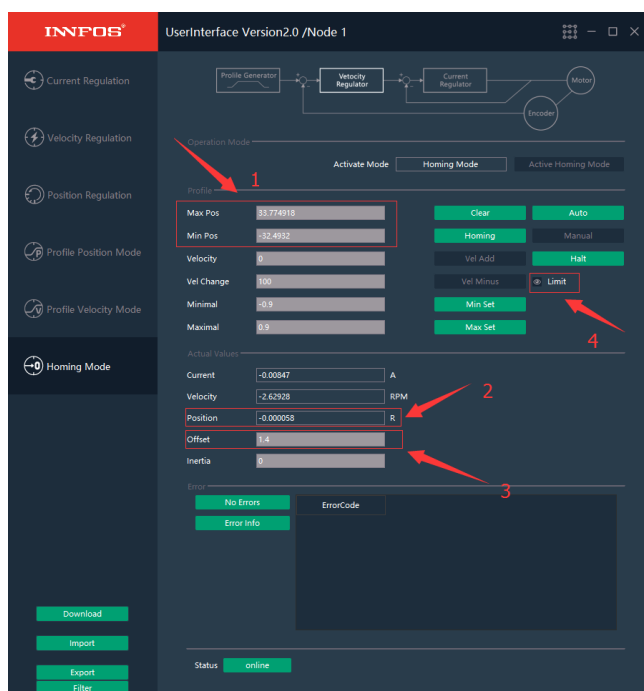 INNFOS®
UserInterface Version2.0 /Node 1
Current Regulation
Velocity Regulation
Position Regulation
Profile Position Mode
Profile Velocity Mode
Homing Mode
Download
Import
Export
Filter
Profile Generator
Vetocity
Regulator
Current
Regulator
Motor
Encoder
Operation Mode
Activate Mode
Homing Mode
Active Homing Mode
1
Profile
Max Pos 33.774918 Clear Auto
Min Pos -32.4932 Homing Manual
Velocity 0 Vel Add Halt
Vel Change 100 Vel Minus Limit
Minimal -0.9 Min Set
Maximal 0.9 Max Set
4
Actual Values
Current -0.00847 A
Velocity -2.62928 RPM
2
Position -0.000058 R
Offset 1.4
Inertia 0
3
Error
No Errors ErrorCode
Error Info
Status online